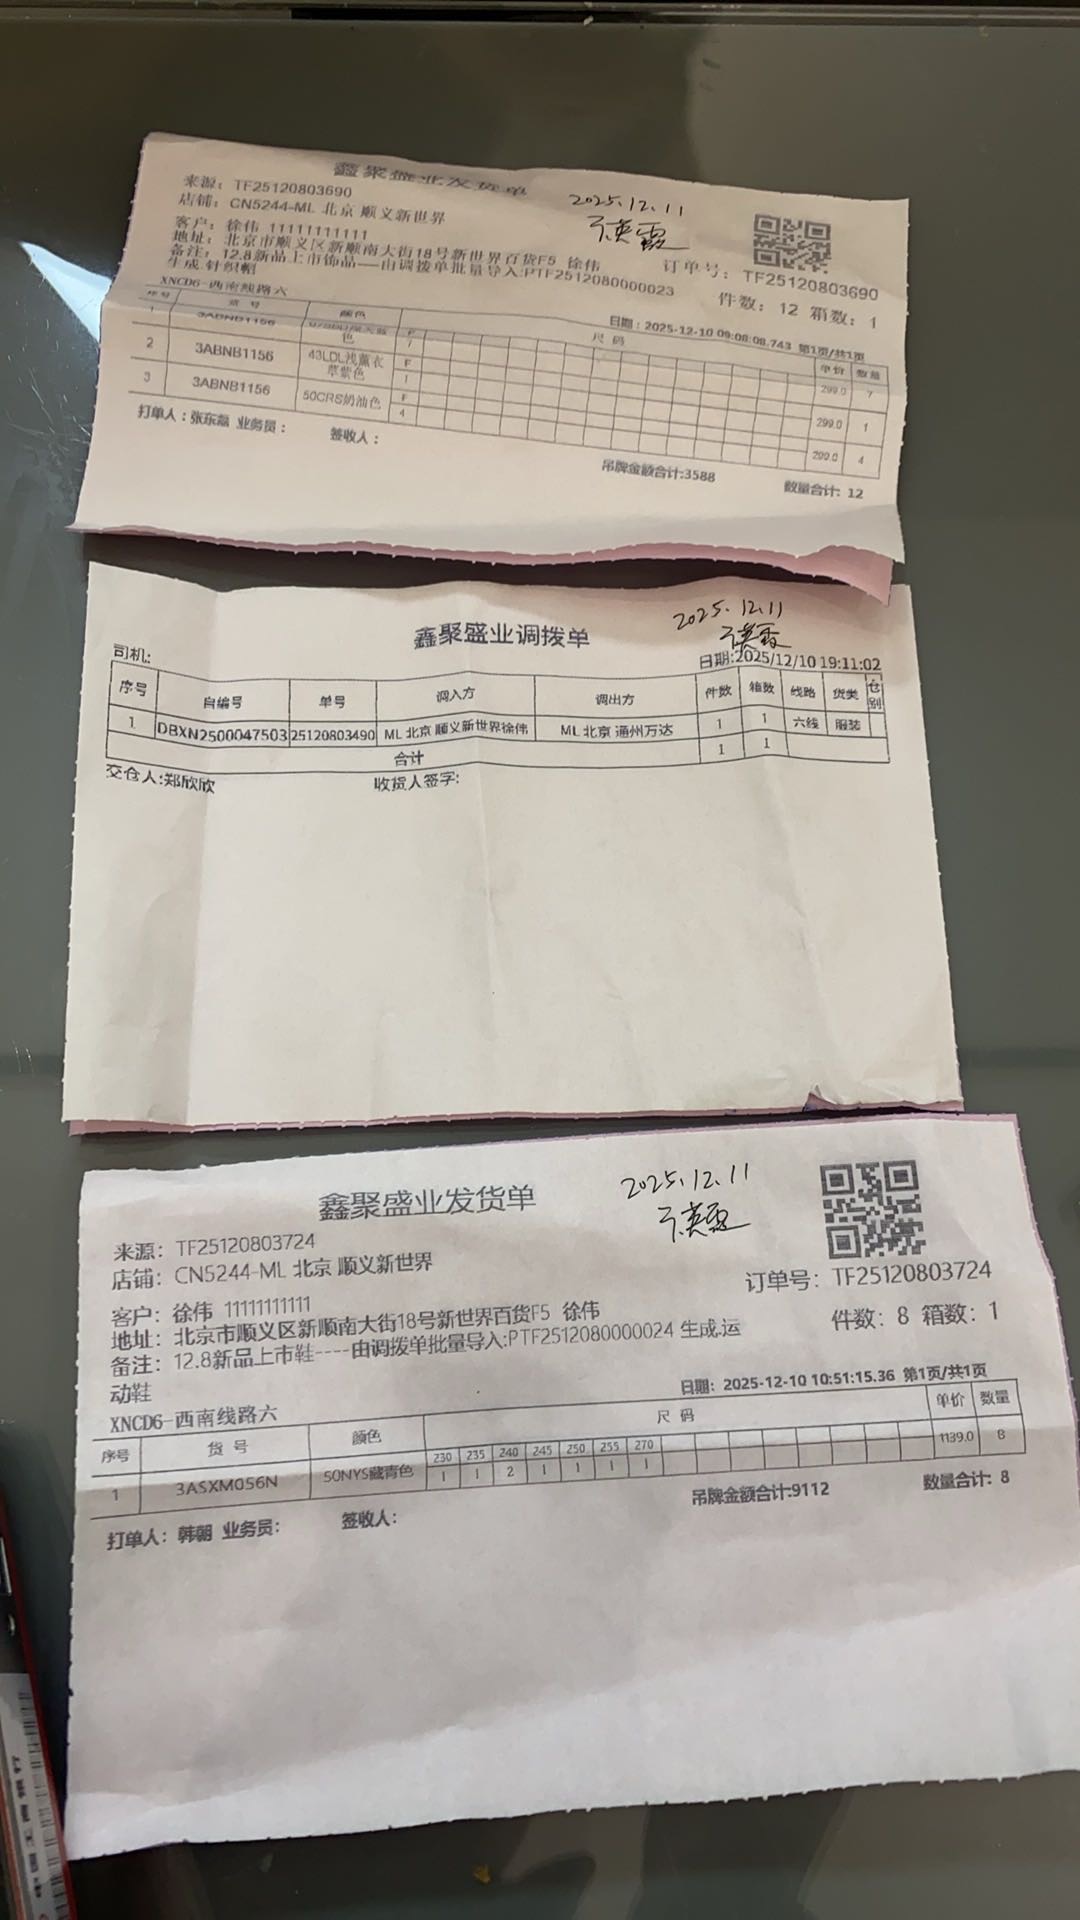 鑫聚盛业发货单
2025.12.11
来源：TF25120803690
店铺：CN5244-ML 北京 顺义新世界
客户：徐伟 11111111111
地址：北京市顺义区新顺南大街18号新世界百货F5 徐伟
订单号：TF25120803690
备注：12.8新品上市饰品----由调拨单批量导入:PTF2512080000023
生成.针织帽
件数：12 箱数：1
XNCD6-西南线路六
日期：2025-12-10 09:08:08.743 第1页/共1页
序号 货 号 颜色 尺 码 单价 数量
1 3ABNB1156 色 F 7 299.0 7
2 3ABNB1156 43LDL浅薰衣草紫色 F 1 299.0 1
3 3ABNB1156 50CRS奶油色 F 4 299.0 4
打单人：张东磊 业务员： 签收人：
吊牌金额合计:3588 数量合计: 12
鑫聚盛业调拨单
2025.12.11
司机:
日期:2025/12/10 19:11:02
序号 自编号 单号 调入方 调出方 件数 箱数 线路 货类 仓别
1 DBXN2500047503 25120803490 ML 北京 顺义新世界徐伟 ML 北京 通州万达 1 1 六线 服装
合计 1 1
交仓人:郑欣欣 收货人签字:
鑫聚盛业发货单
2025.12.11
来源：TF25120803724
店铺：CN5244-ML 北京 顺义新世界
订单号：TF25120803724
客户：徐伟 11111111111
地址：北京市顺义区新顺南大街18号新世界百货F5 徐伟
件数：8 箱数：1
备注：12.8新品上市鞋----由调拨单批量导入:PTF2512080000024 生成.运
动鞋
日期：2025-12-10 10:51:15.36 第1页/共1页
XNCD6-西南线路六
序号 货 号 颜色 尺 码 单价 数量
230 235 240 245 250 255 270
1 3ASXM056N 50NYS藏青色 1 1 2 1 1 1 1 1139.0 8
打单人：韩朝 业务员： 签收人：
吊牌金额合计:9112 数量合计: 8